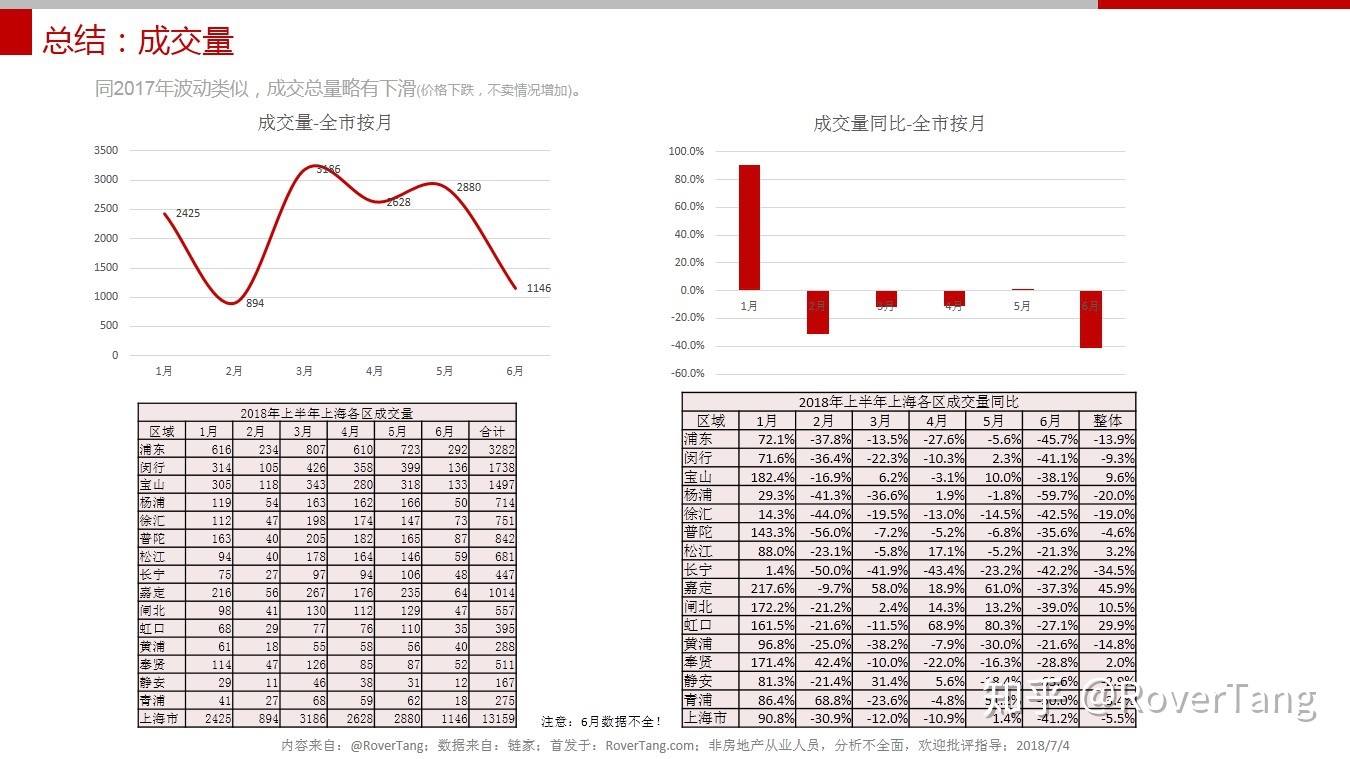 总结：成交量
同2017年波动类似，成交总量略有下滑(价格下跌，不卖情况增加)。
成交量-全市按月
3500
3000
2500
2000
1500
1000
500
0
2425
894
3186
2628
2880
1146
1月 2月 3月 4月 5月 6月
成交量同比-全市按月
100.0%
80.0%
60.0%
40.0%
20.0%
0.0%
-20.0%
-40.0%
-60.0%
1月 2月 3月 4月 5月 6月
2018年上半年上海各区成交量
区域 1月 2月 3月 4月 5月 6月 合计
浦东 616 234 807 610 723 292 3282
闵行 314 105 426 358 399 136 1738
宝山 305 118 343 280 318 133 1497
杨浦 119 54 163 162 166 50 714
徐汇 112 47 198 174 147 73 751
普陀 163 40 205 182 165 87 842
松江 94 40 178 164 146 59 681
长宁 75 27 97 94 106 48 447
嘉定 216 56 267 176 235 64 1014
闸北 98 41 130 112 129 47 557
虹口 68 29 77 76 110 35 395
黄浦 61 18 55 58 56 40 288
奉贤 114 47 126 85 87 52 511
静安 29 11 46 38 31 12 167
青浦 41 27 68 59 62 18 275
上海市 2425 894 3186 2628 2880 1146 13159
注意：6月数据不全！
2018年上半年上海各区成交量同比
区域 1月 2月 3月 4月 5月 6月 整体
浦东 72.1% -37.8% -13.5% -27.6% -5.6% -45.7% -13.9%
闵行 71.6% -36.4% -22.3% -10.3% 2.3% -41.1% -9.3%
宝山 182.4% -16.9% 6.2% -3.1% 10.0% -38.1% 9.6%
杨浦 29.3% -41.3% -36.6% 1.9% -1.8% -59.7% -20.0%
徐汇 14.3% -44.0% -19.5% -13.0% -14.5% -42.5% -19.0%
普陀 143.3% -56.0% -7.2% -5.2% -6.8% -35.6% -4.6%
松江 88.0% -23.1% -5.8% 17.1% -5.2% -21.3% 3.2%
长宁 1.4% -50.0% -41.9% -43.4% -23.2% -42.2% -34.5%
嘉定 217.6% -9.7% 58.0% 18.9% 61.0% -37.3% 45.9%
闸北 172.2% -21.2% 2.4% 14.3% 13.2% -39.0% 10.5%
虹口 161.5% -21.6% -11.5% 68.9% 80.3% -27.1% 29.9%
黄浦 96.8% -25.0% -38.2% -7.9% -30.0% -21.6% -14.8%
奉贤 171.4% 42.4% -10.0% -22.0% -16.3% -28.8% 2.0%
静安 81.3% -21.4% 31.4% 5.6%
青浦 86.4% 68.8% -23.6% -4.8%
上海市 90.8% -30.9% -12.0% -10.9% 1.4% -41.2% -5.5%
知乎 @RoverTang
内容来自：@RoverTang；数据来自：链家；首发于：RoverTang.com；非房地产从业人员，分析不全面，欢迎批评指导；2018/7/4